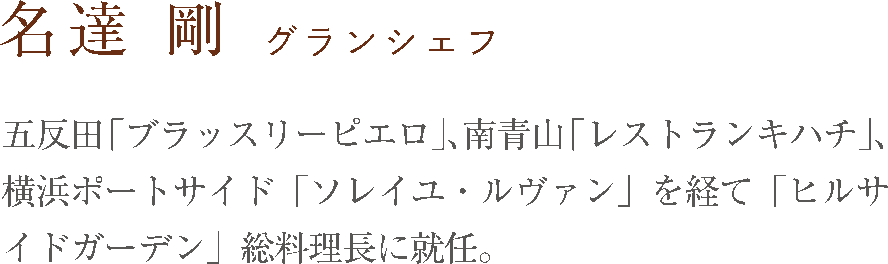 名達 剛 グランシェフ
五反田「ブラッスリーピエロ」、南青山「レストランキハチ」、
横浜ポートサイド「ソレイユ・ルヴァン」を経て「ヒルサ
イドガーデン」総料理長に就任。